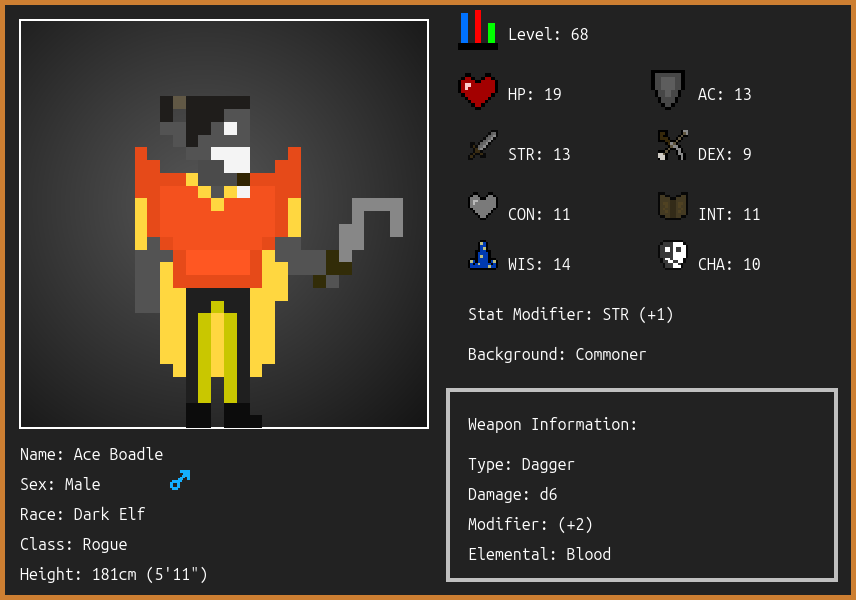 Level: 68
HP: 19
AC: 13
STR: 13
DEX: 9
CON: 11
INT: 11
WIS: 14
CHA: 10
Stat Modifier: STR (+1)
Background: Commoner
Weapon Information:
Type: Dagger
Damage: d6
Modifier: (+2)
Elemental: Blood
Name: Ace Boadle
Sex: Male
Race: Dark Elf
Class: Rogue
Height: 181cm (5'11")